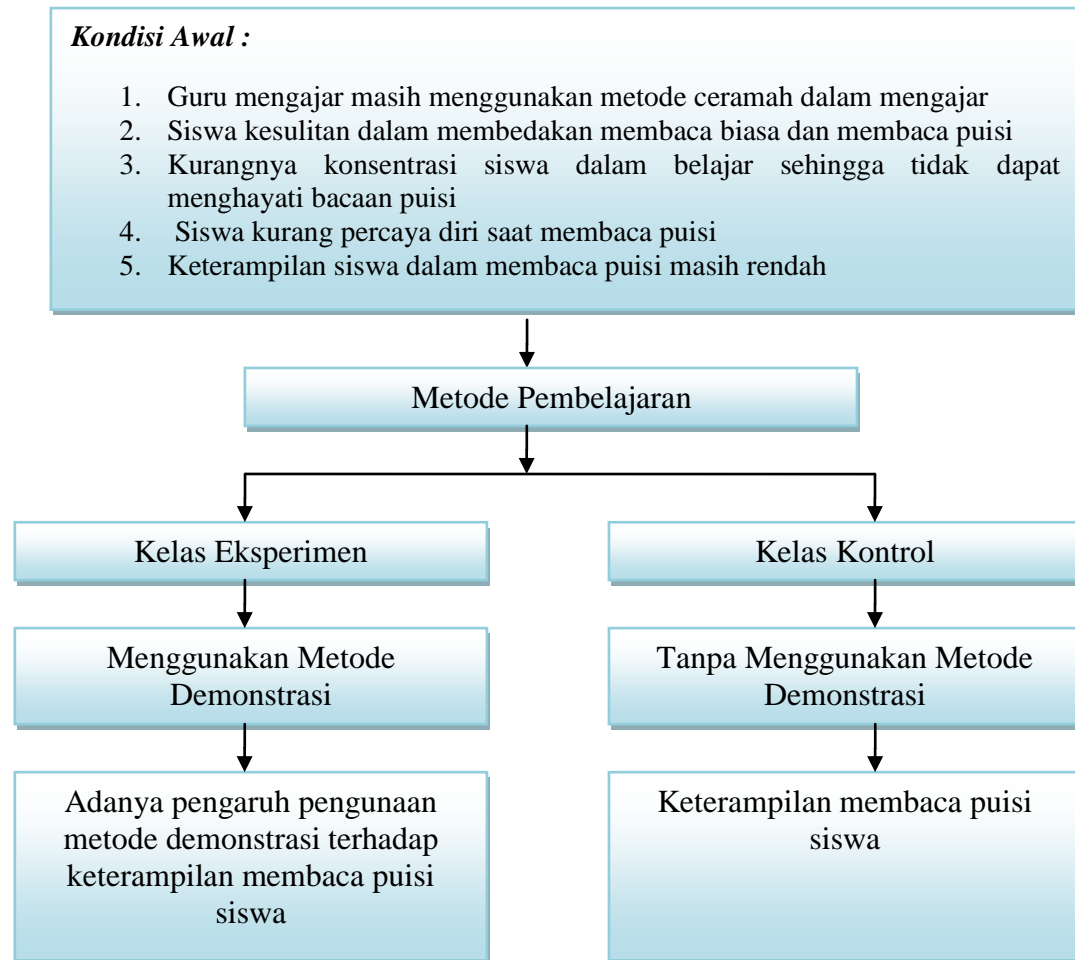 Kondisi Awal :
1. Guru mengajar masih menggunakan metode ceramah dalam mengajar
2. Siswa kesulitan dalam membedakan membaca biasa dan membaca puisi
3. Kurangnya konsentrasi siswa dalam belajar sehingga tidak dapat
menghayati bacaan puisi
4. Siswa kurang percaya diri saat membaca puisi
5. Keterampilan siswa dalam membaca puisi masih rendah
Metode Pembelajaran
Kelas Eksperimen
Kelas Kontrol
Menggunakan Metode
Demonstrasi
Tanpa Menggunakan Metode
Demonstrasi
Adanya pengaruh pengunaan
metode demonstrasi terhadap
keterampilan membaca puisi
siswa
Keterampilan membaca puisi
siswa